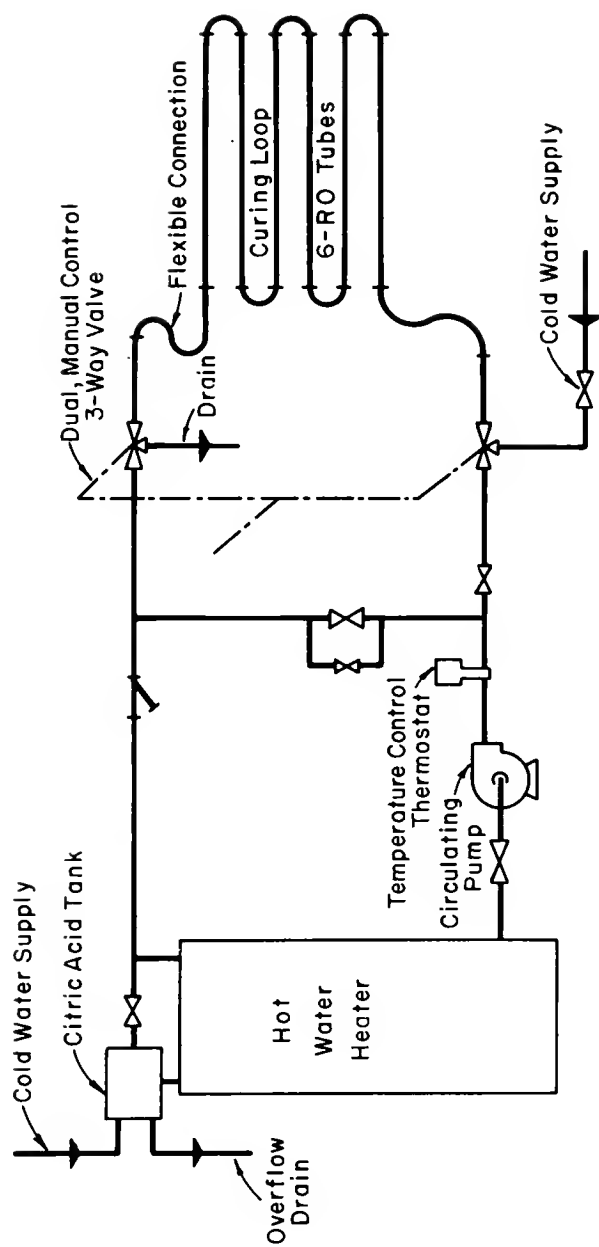 Cold Water Supply
Citric Acid Tank
Overflow
Drain
Hot
Water
Heater
Temperature Control
Thermostat
Circulating
Pump
Dual, Manual Control
3-Way Valve
Drain
Flexible Connection
Curing Loop
6-RO Tubes
Cold Water Supply